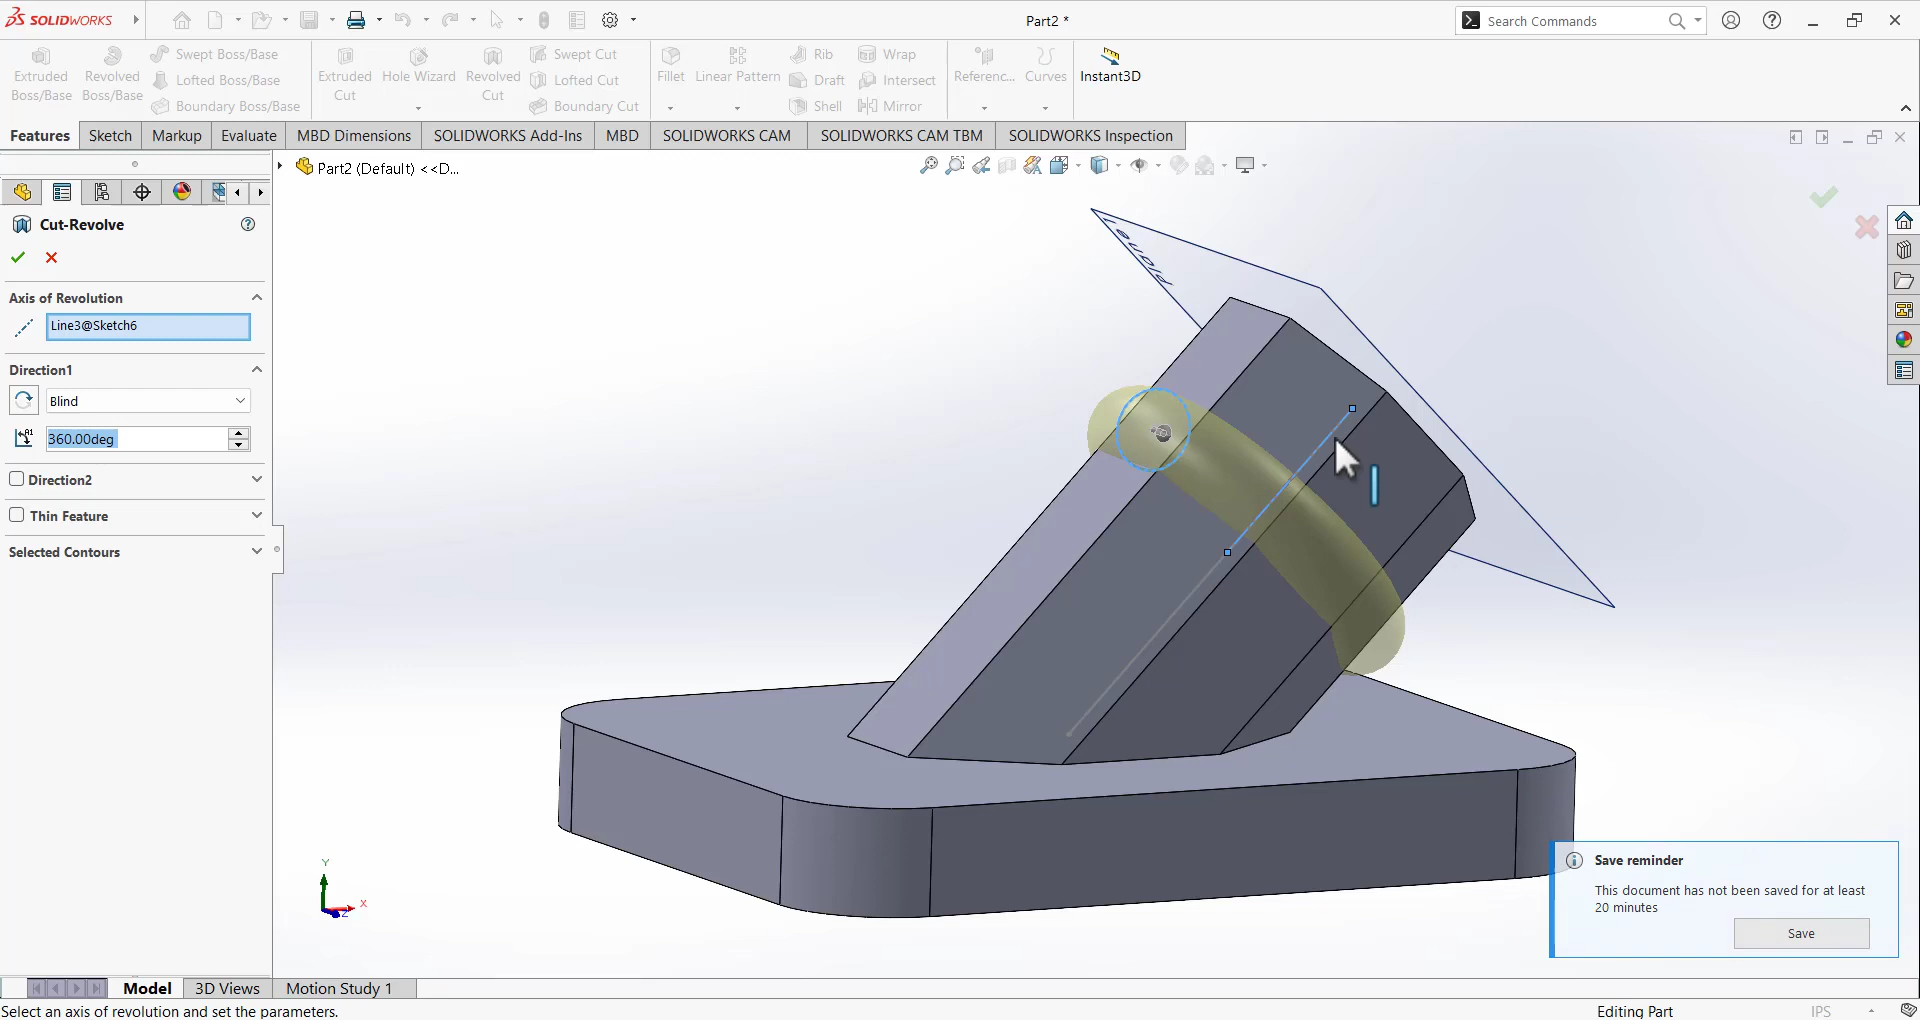 SOLIDWORKS
Part2 *
Search Commands
Extruded Boss/Base
Revolved Boss/Base
Swept Boss/Base
Lofted Boss/Base
Boundary Boss/Base
Extruded Cut
Hole Wizard
Revolved Cut
Swept Cut
Lofted Cut
Boundary Cut
Fillet
Linear Pattern
Rib
Draft
Shell
Wrap
Intersect
Mirror
Referenc...
Curves
Instant3D
Features
Sketch
Markup
Evaluate
MBD Dimensions
SOLIDWORKS Add-Ins
MBD
SOLIDWORKS CAM
SOLIDWORKS CAM TBM
SOLIDWORKS Inspection
Part2 (Default) <<D...
Cut-Revolve
Axis of Revolution
Line3@Sketch6
Direction1
Blind
360.00deg
Direction2
Thin Feature
Selected Contours
Plane1
Y
X
Z
Save reminder
This document has not been saved for at least
20 minutes
Save
Model
3D Views
Motion Study 1
Select an axis of revolution and set the parameters.
Editing Part
IPS